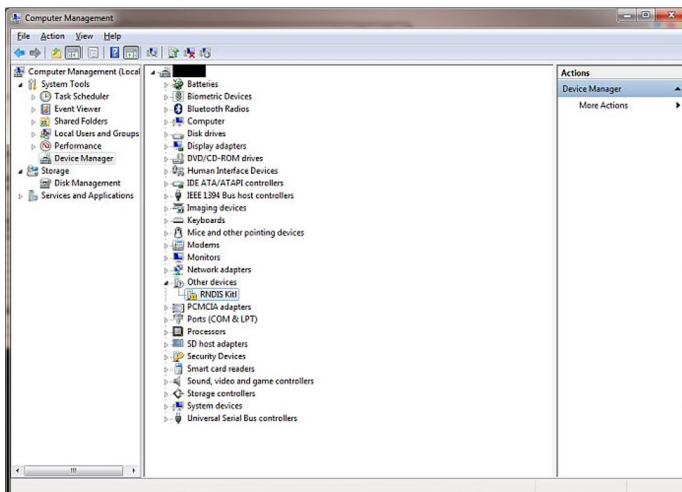 Computer Management
File Action View Help
Computer Management (Local
System Tools
Task Scheduler
Event Viewer
Shared Folders
Local Users and Groups
Performance
Device Manager
Storage
Disk Management
Services and Applications
Batteries
Biometric Devices
Bluetooth Radios
Computer
Disk drives
Display adapters
DVD/CD-ROM drives
Human Interface Devices
IDE ATA/ATAPI controllers
IEEE 1394 Bus host controllers
Imaging devices
Keyboards
Mice and other pointing devices
Modems
Monitors
Network adapters
Other devices
RNDIS Kitl
PCMCIA adapters
Ports (COM & LPT)
Processors
SD host adapters
Security Devices
Smart card readers
Sound, video and game controllers
Storage controllers
System devices
Universal Serial Bus controllers
Actions
Device Manager
More Actions